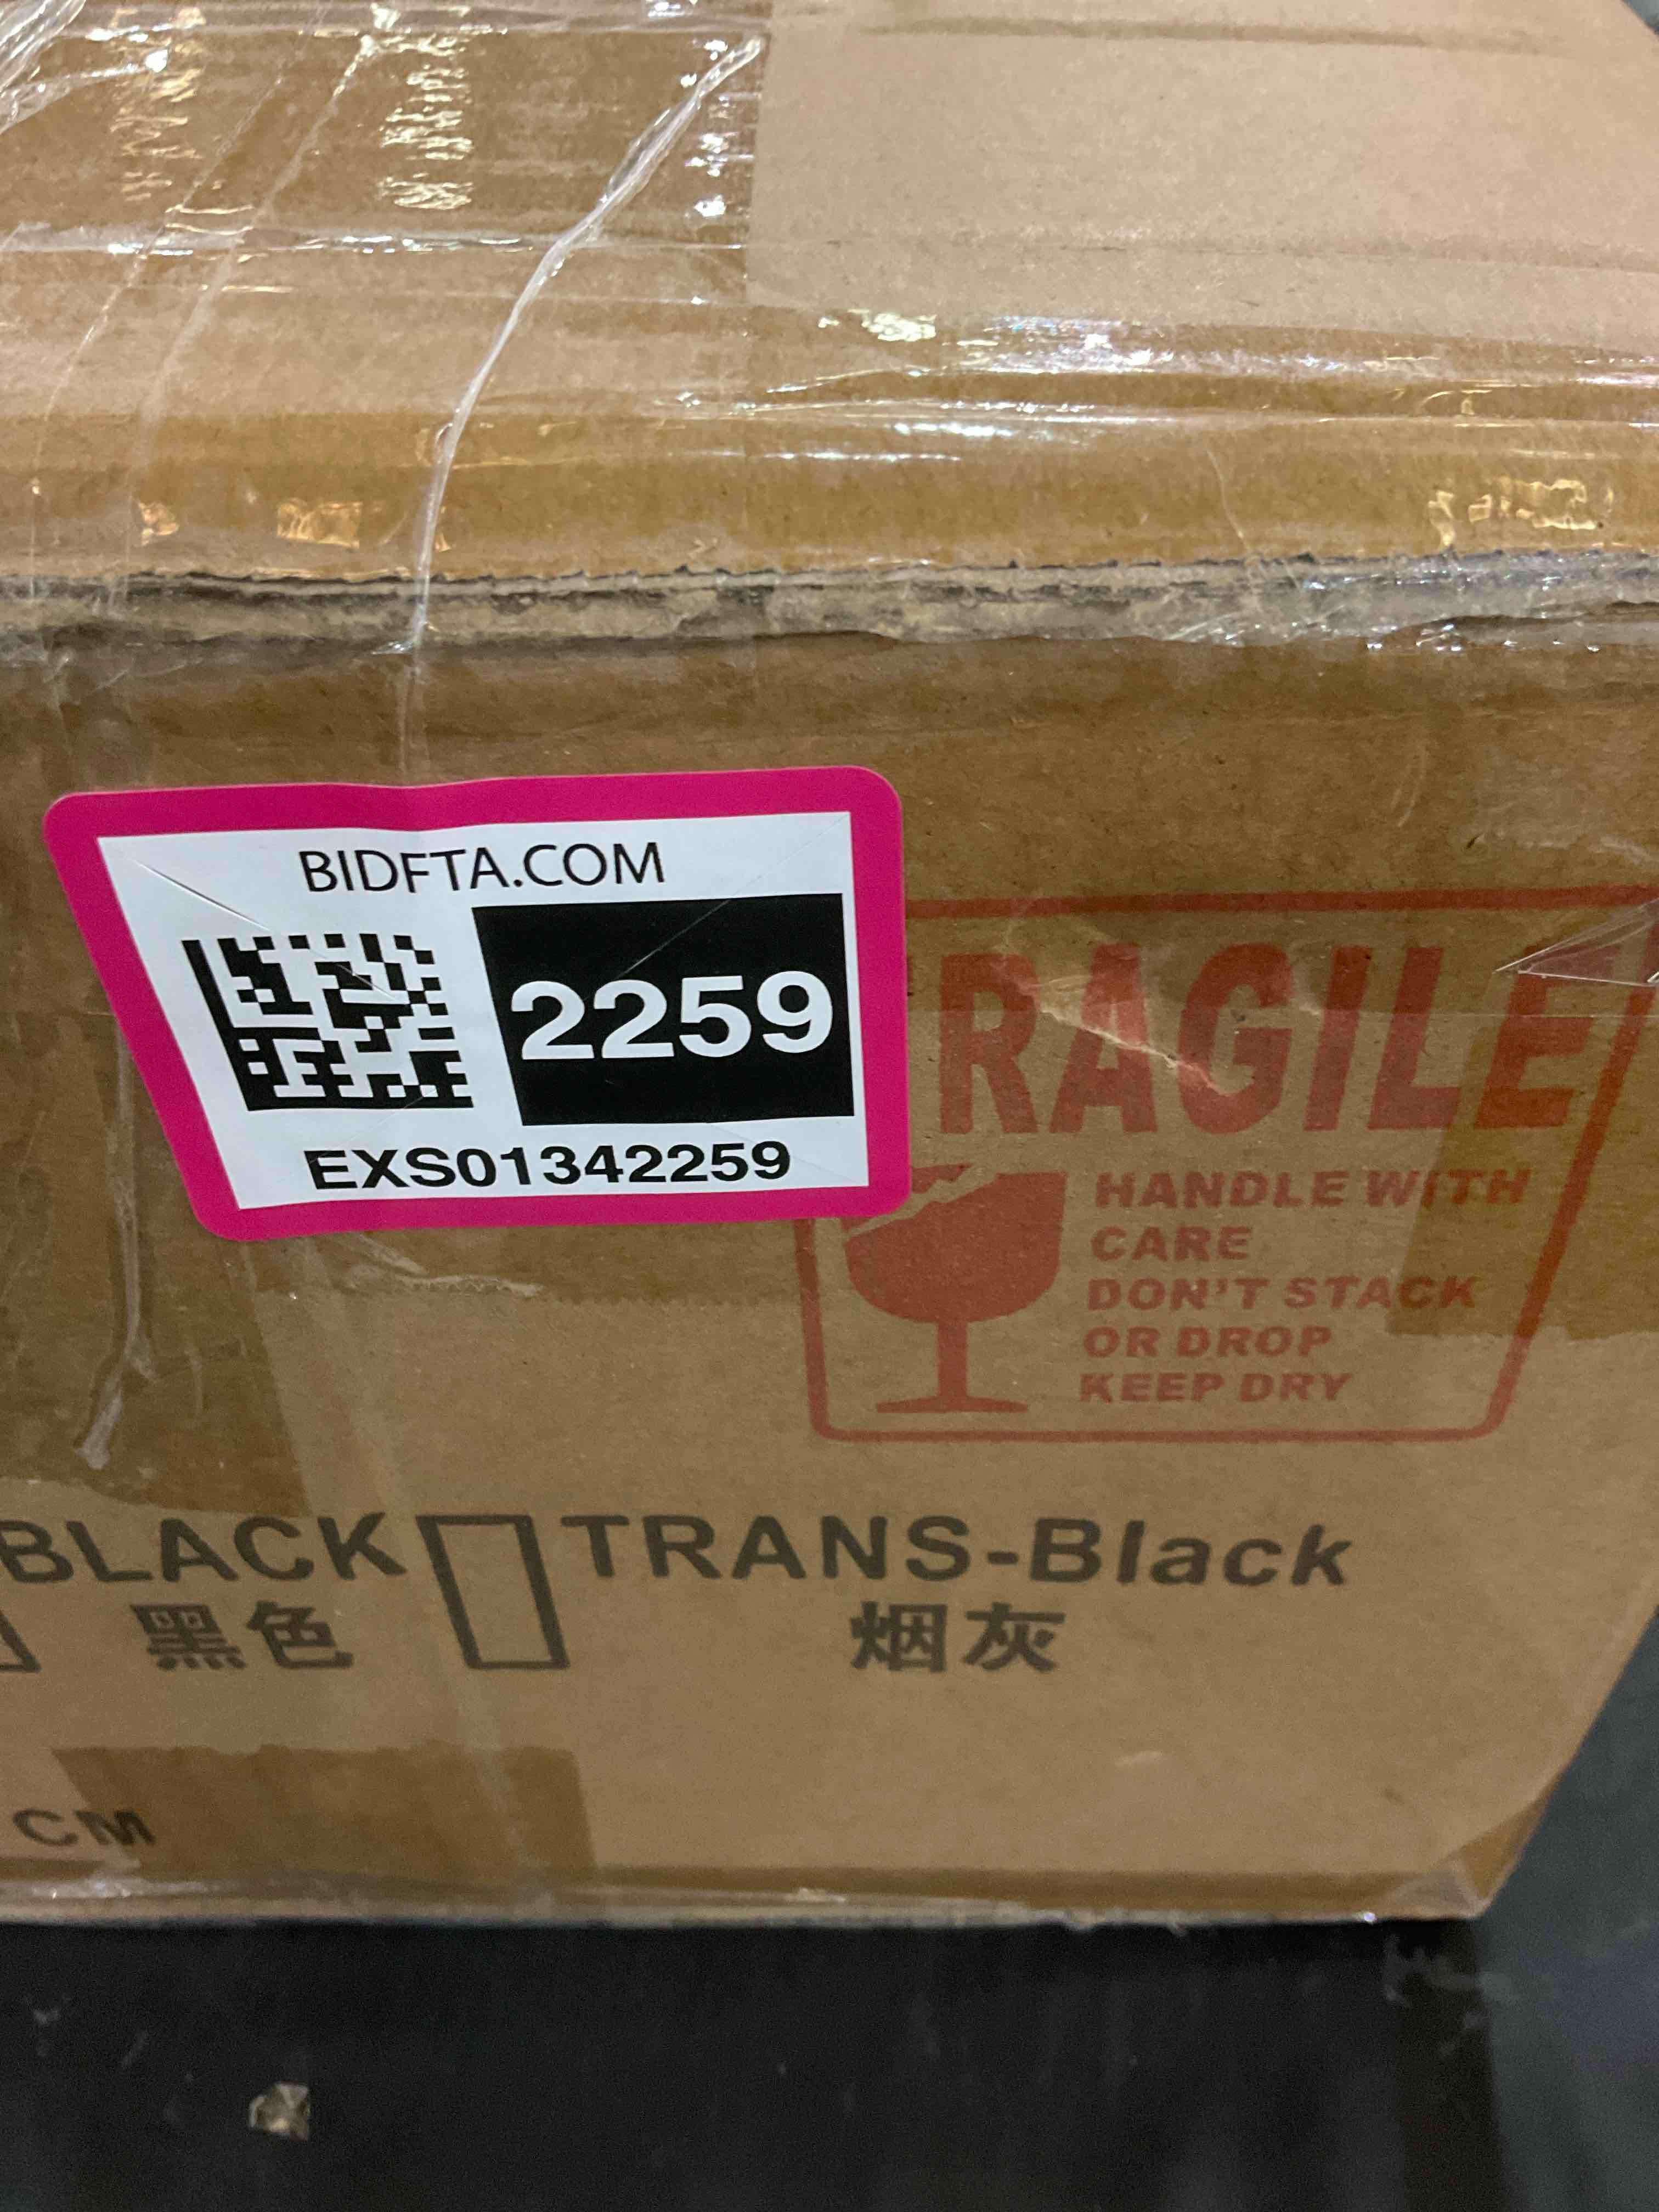 BIDFTA.COM
2259
EXS01342259
RAGILE
HANDLE WITH
CARE
DON'T STACK
OR DROP
KEEP DRY
BLACK TRANS-Black
黑色 烟灰
CM